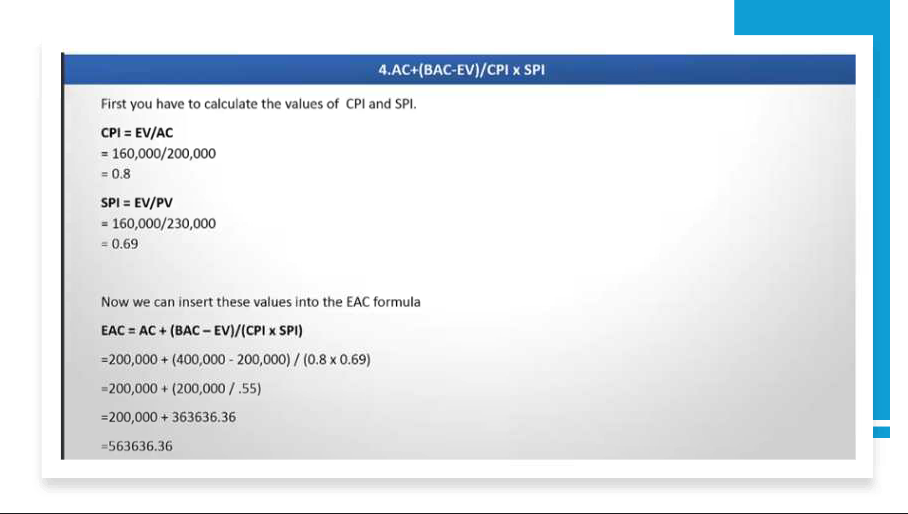 4.AC+(BAC-EV)/CPI x SPI
First you have to calculate the values of CPI and SPI.
CPI = EV/AC
= 160,000/200,000
= 0.8
SPI = EV/PV
= 160,000/230,000
= 0.69
Now we can insert these values into the EAC formula
EAC = AC + (BAC – EV)/(CPI x SPI)
=200,000 + (400,000 - 200,000) / (0.8 x 0.69)
=200,000 + (200,000 / .55)
=200,000 + 363636.36
=563636.36